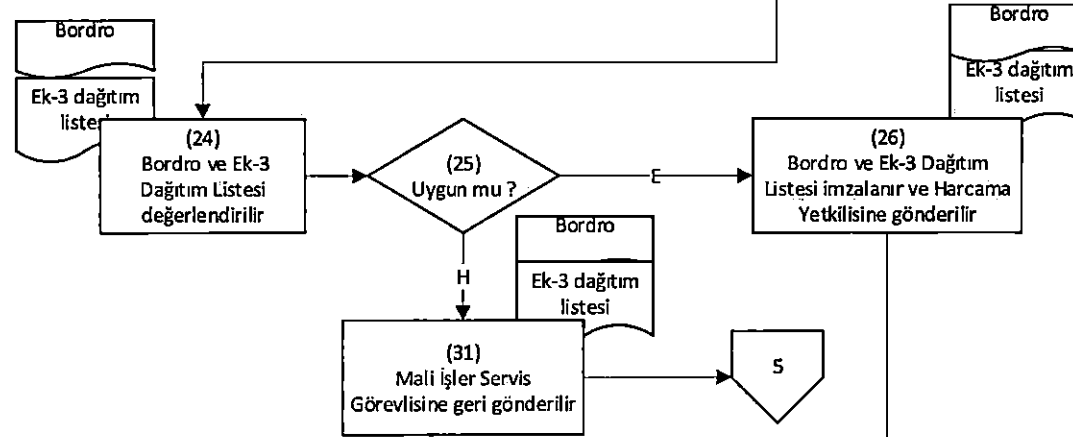 Bordro
Ek-3 dağıtım
listesi
(24)
Bordro ve Ek-3
Dağıtım Listesi
değerlendirilir
(25)
Uygun mu ?
E
Bordro
Ek-3 dağıtım
listesi
(26)
Bordro ve Ek-3 Dağıtım
Listesi imzalanır ve Harcama
Yetkilisine gönderilir
H
Bordro
Ek-3 dağıtım
listesi
(31)
Mali İşler Servis
Görevlisine geri gönderilir
5